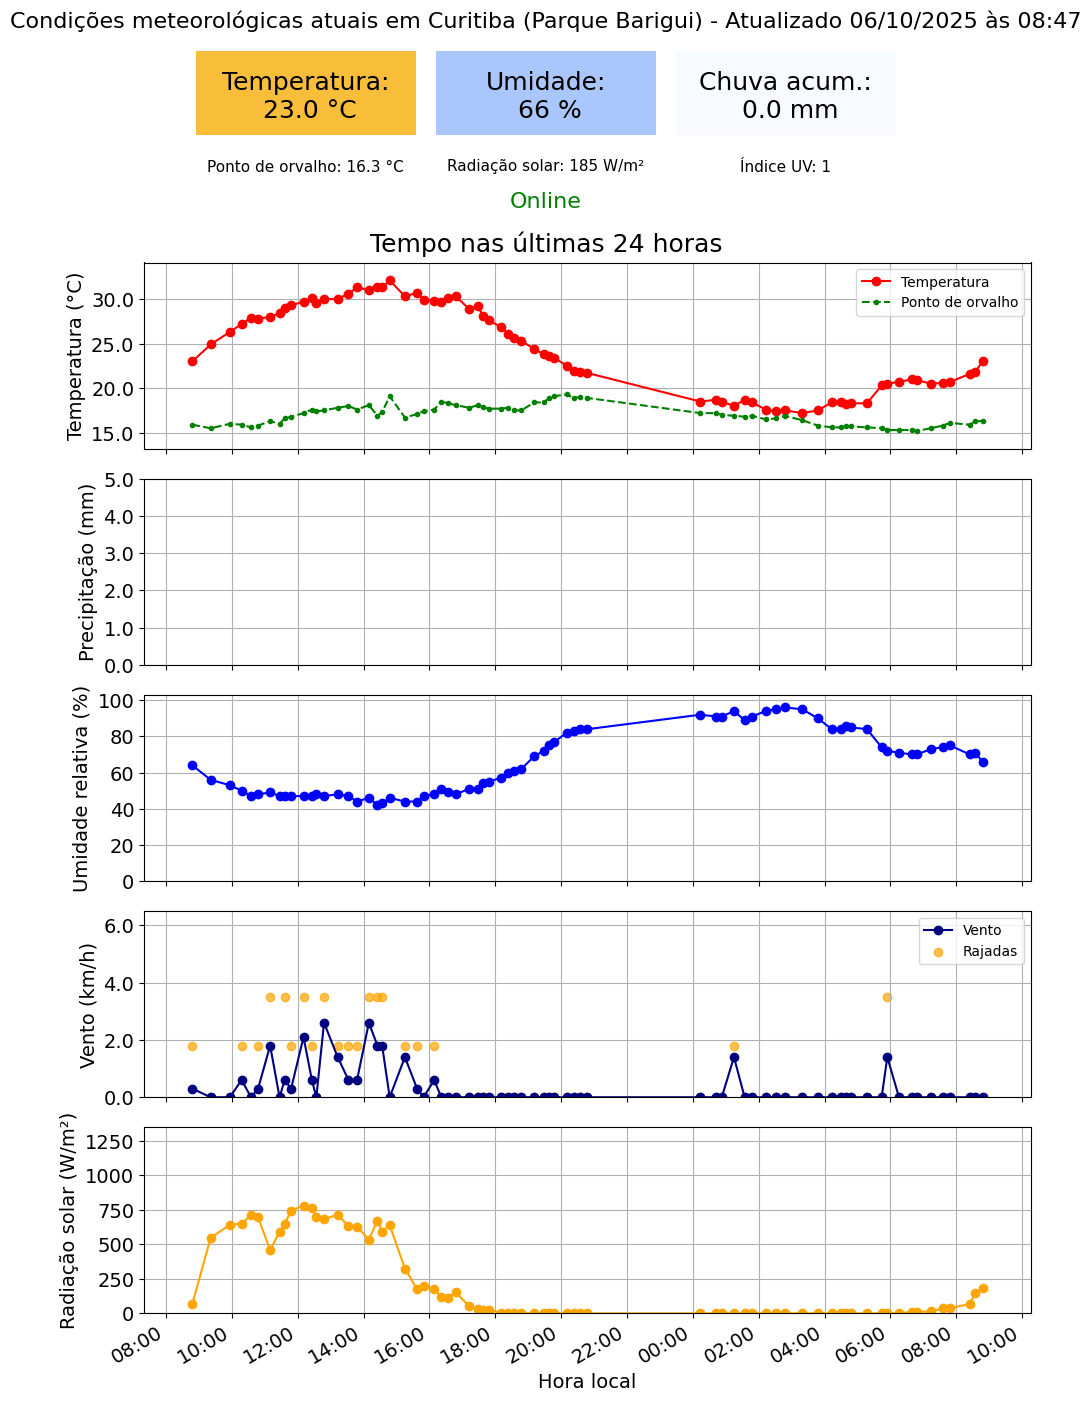 Condições meteorológicas atuais em Curitiba (Parque Barigui) - Atualizado 06/10/2025 às 08:47
Temperatura:
23.0 °C
Umidade:
66 %
Chuva acum.:
0.0 mm
Ponto de orvalho: 16.3 °C
Radiação solar: 185 W/m²
Índice UV: 1
Online
Tempo nas últimas 24 horas
Temperatura (°C)
30.0
25.0
20.0
15.0
Temperatura
Ponto de orvalho
Precipitação (mm)
5.0
4.0
3.0
2.0
1.0
0.0
Umidade relativa (%)
100
80
60
40
20
0
Vento (km/h)
6.0
4.0
2.0
0.0
Vento
Rajadas
Radiação solar (W/m²)
1250
1000
750
500
250
0
08:00
10:00
12:00
14:00
16:00
18:00
20:00
22:00
00:00
02:00
04:00
06:00
08:00
10:00
Hora local